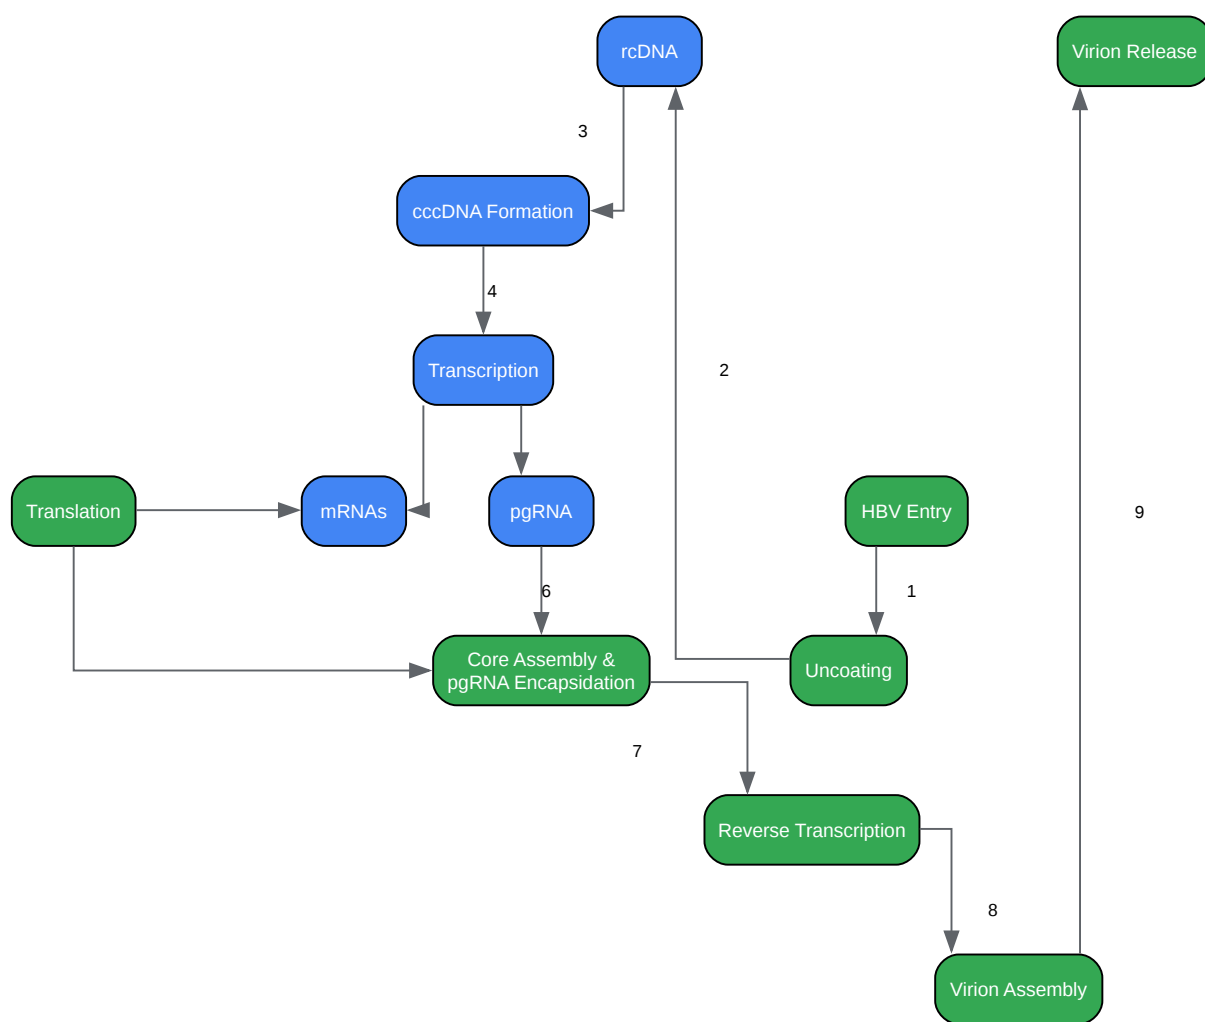 rcDNA
Virion Release
3
cccDNA Formation
4
Transcription
2
Translation
mRNAs
pgRNA
HBV Entry
9
6
1
Core Assembly &
pgRNA Encapsidation
Uncoating
7
Reverse Transcription
8
Virion Assembly